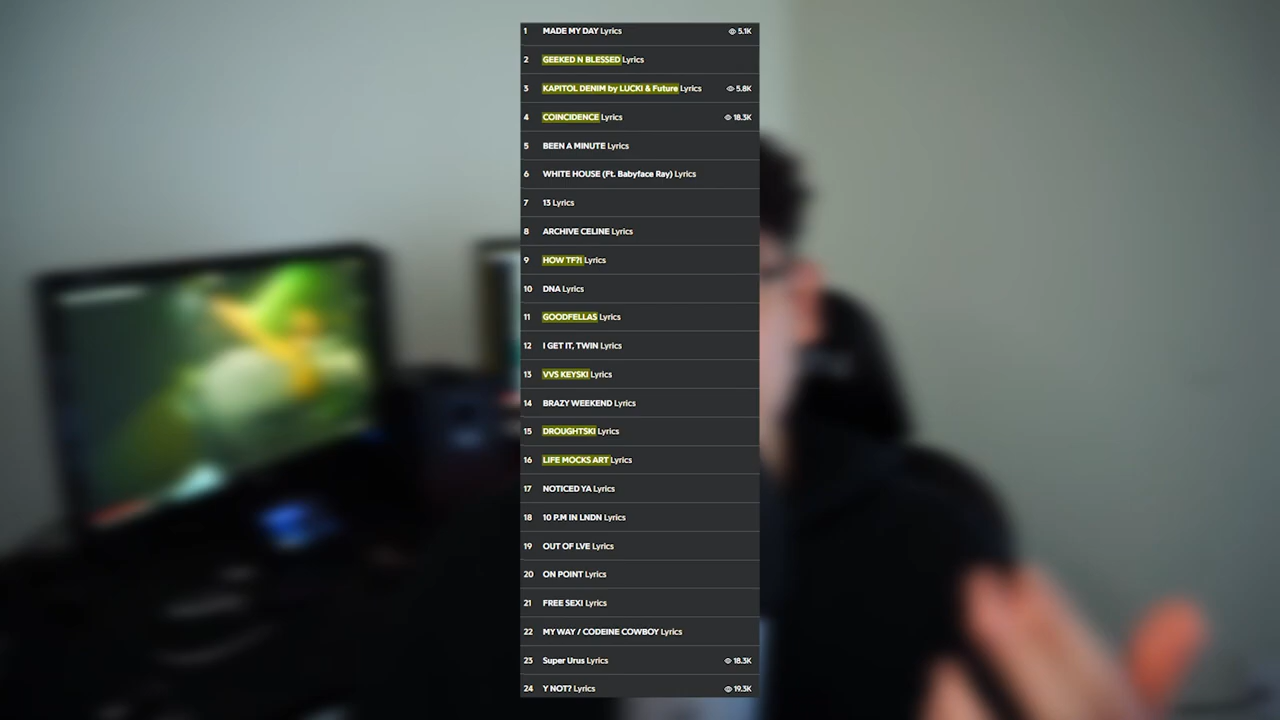 1 MADE MY DAY Lyrics 5.1K
2 GEEKED N BLESSED Lyrics
3 KAPITOL DENIM by LUCKI & Future Lyrics 5.8K
4 COINCIDENCE Lyrics 18.3K
5 BEEN A MINUTE Lyrics
6 WHITE HOUSE (Ft. Babyface Ray) Lyrics
7 13 Lyrics
8 ARCHIVE CELINE Lyrics
9 HOW TF?! Lyrics
10 DNA Lyrics
11 GOODFELLAS Lyrics
12 I GET IT, TWIN Lyrics
13 VVS KEYSKI Lyrics
14 BRAZY WEEKEND Lyrics
15 DROUGHTSKI Lyrics
16 LIFE MOCKS ART Lyrics
17 NOTICED YA Lyrics
18 10 P.M IN LNDN Lyrics
19 OUT OF LVE Lyrics
20 ON POINT Lyrics
21 FREE SEX! Lyrics
22 MY WAY / CODEINE COWBOY Lyrics
23 Super Urus Lyrics 18.3K
24 Y NOT? Lyrics 19.3K